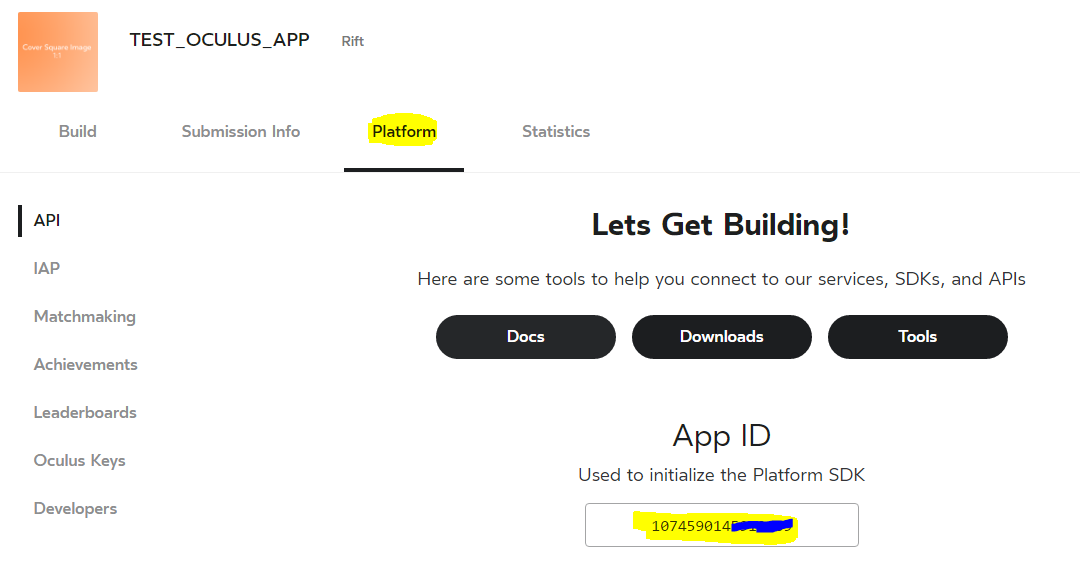 Cover Square Image
1:1
TEST_OCULUS_APP
Rift
Build
Submission Info
Platform
Statistics
API
IAP
Matchmaking
Achievements
Leaderboards
Oculus Keys
Developers
Lets Get Building!
Here are some tools to help you connect to our services, SDKs, and APIs
Docs
Downloads
Tools
App ID
Used to initialize the Platform SDK
107459014